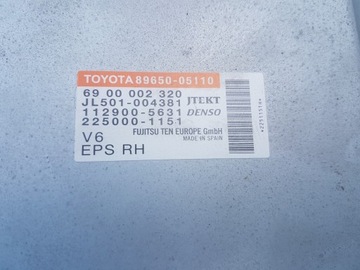 TOYOTA 89650-05110
69 00 002 320
JL501-004381 JTEKT
112900-5631 DENSO
225000-1151
FUJITSU TEN EUROPE GmbH
MADE IN SPAIN
V6
EPS RH